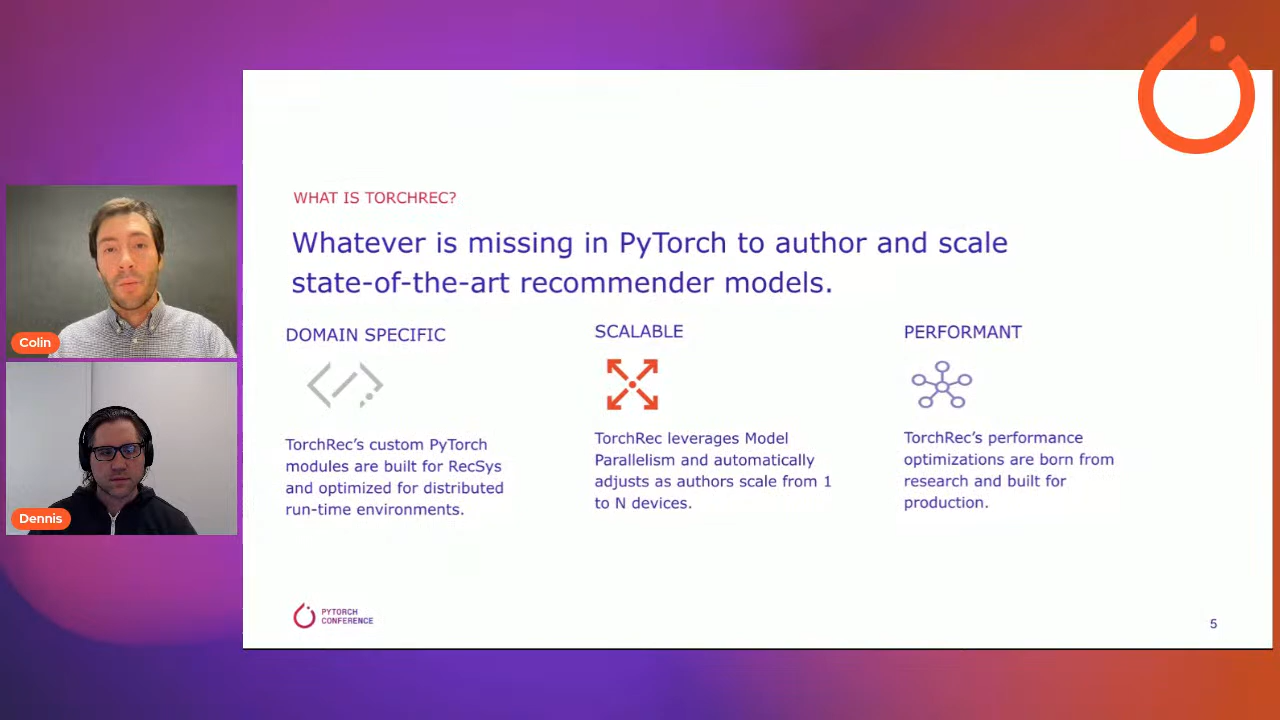 WHAT IS TORCHREC?
Whatever is missing in PyTorch to author and scale
state-of-the-art recommender models.
DOMAIN SPECIFIC
TorchRec’s custom PyTorch
modules are built for RecSys
and optimized for distributed
run-time environments.
SCALABLE
TorchRec leverages Model
Parallelism and automatically
adjusts as authors scale from 1
to N devices.
PERFORMANT
TorchRec’s performance
optimizations are born from
research and built for
production.
Colin
Dennis
PYTORCH
CONFERENCE
5